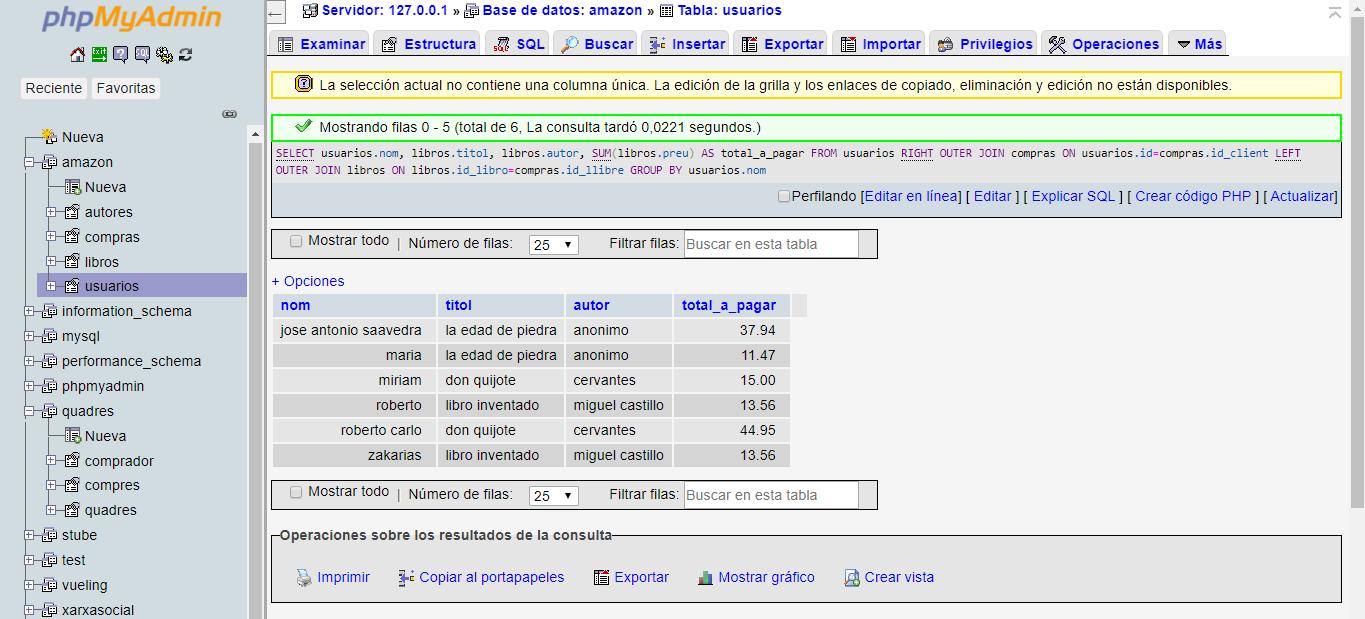 phpMyAdmin
Reciente Favoritas
Nueva
amazon
Nueva
autores
compras
libros
usuarios
information_schema
mysql
performance_schema
phpmyadmin
quadres
Nueva
comprador
compres
quadres
stube
test
vueling
xarxasocial
Servidor: 127.0.0.1 » Base de datos: amazon » Tabla: usuarios
Examinar Estructura SQL Buscar Insertar Exportar Importar Privilegios Operaciones Más
La selección actual no contiene una columna única. La edición de la grilla y los enlaces de copiado, eliminación y edición no están disponibles.
Mostrando filas 0 - 5 (total de 6, La consulta tardó 0,0221 segundos.)
SELECT usuarios.nom, libros.titol, libros.autor, SUM(libros.preu) AS total_a_pagar FROM usuarios RIGHT OUTER JOIN compras ON usuarios.id=compras.id_client LEFT
OUTER JOIN libros ON libros.id_libro=compras.id_llibre GROUP BY usuarios.nom
Perfilando [Editar en línea] [ Editar ] [ Explicar SQL ] [ Crear código PHP ] [ Actualizar]
Mostrar todo | Número de filas: 25 Filtrar filas: Buscar en esta tabla
+ Opciones
nom titol autor total_a_pagar
jose antonio saavedra la edad de piedra anonimo 37.94
maria la edad de piedra anonimo 11.47
miriam don quijote cervantes 15.00
roberto libro inventado miguel castillo 13.56
roberto carlo don quijote cervantes 44.95
zakarias libro inventado miguel castillo 13.56
Mostrar todo | Número de filas: 25 Filtrar filas: Buscar en esta tabla
Operaciones sobre los resultados de la consulta
Imprimir Copiar al portapapeles Exportar Mostrar gráfico Crear vista